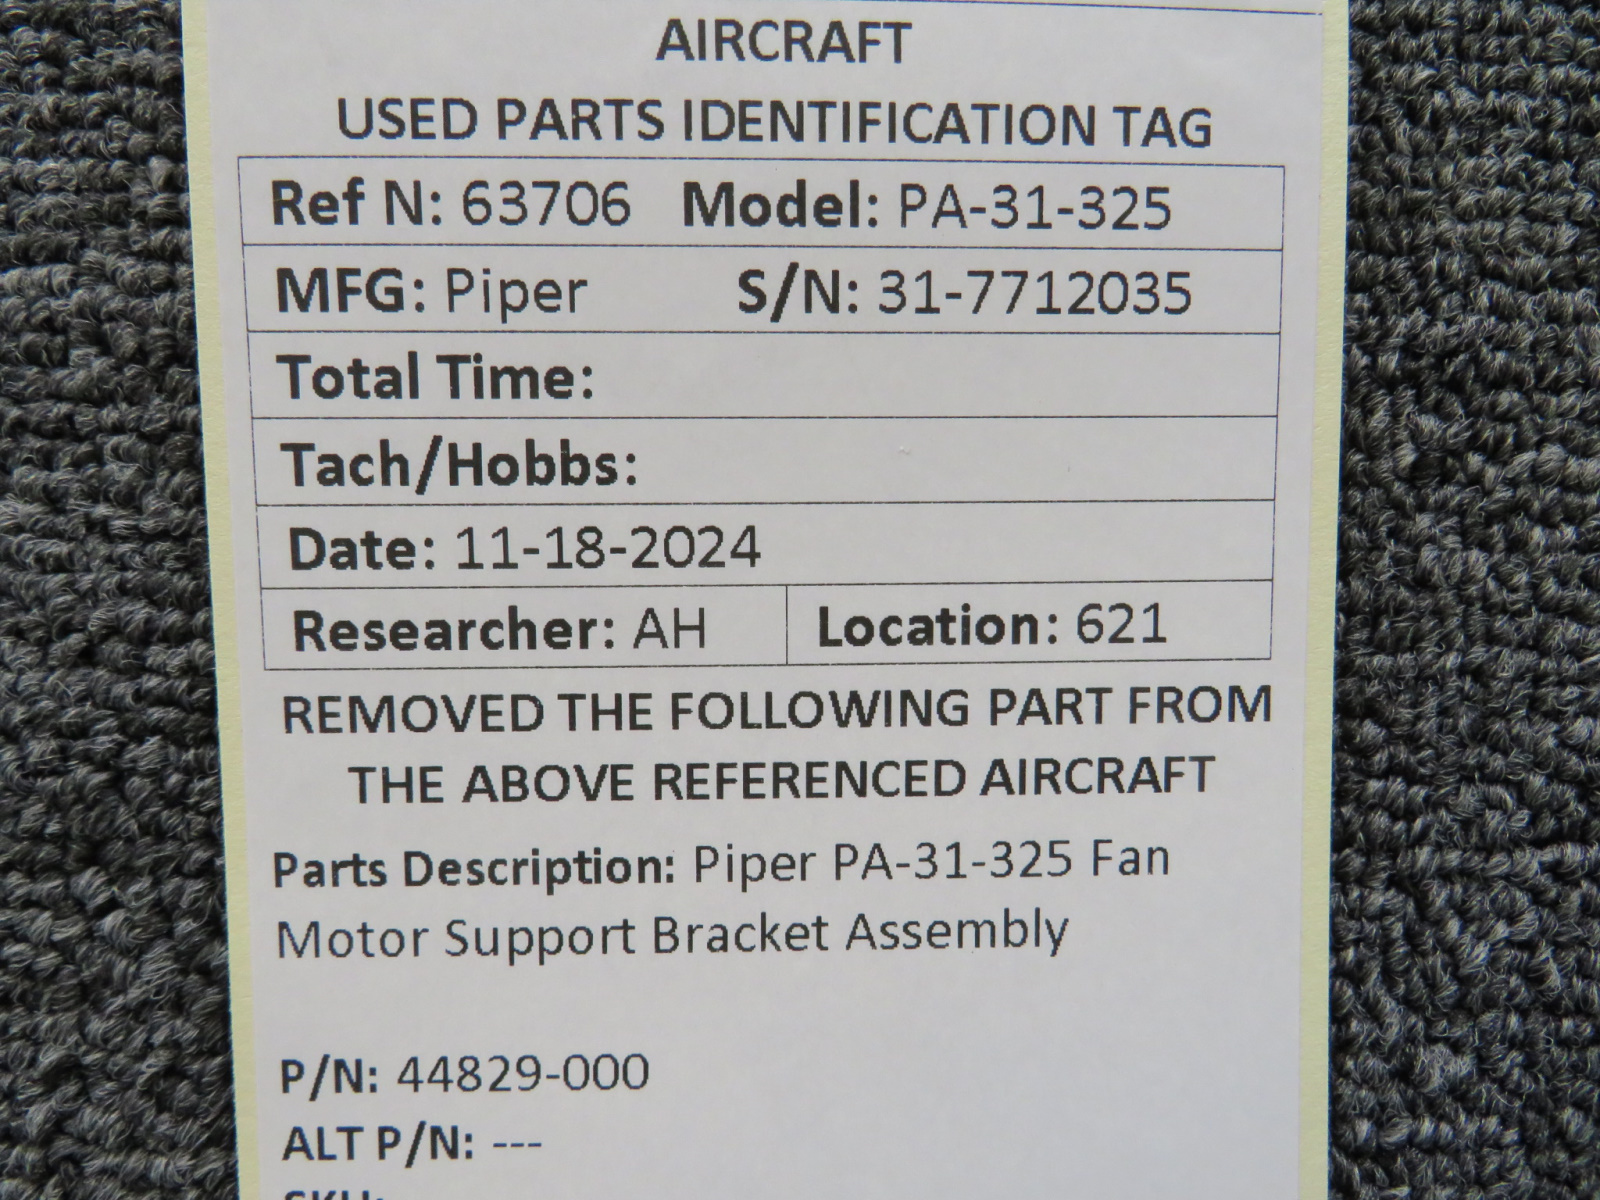 AIRCRAFT
USED PARTS IDENTIFICATION TAG
Ref N: 63706 Model: PA-31-325
MFG: Piper S/N: 31-7712035
Total Time:
Tach/Hobbs:
Date: 11-18-2024
Researcher: AH Location: 621
REMOVED THE FOLLOWING PART FROM
THE ABOVE REFERENCED AIRCRAFT
Parts Description: Piper PA-31-325 Fan
Motor Support Bracket Assembly
P/N: 44829-000
ALT P/N: ---
SKU: